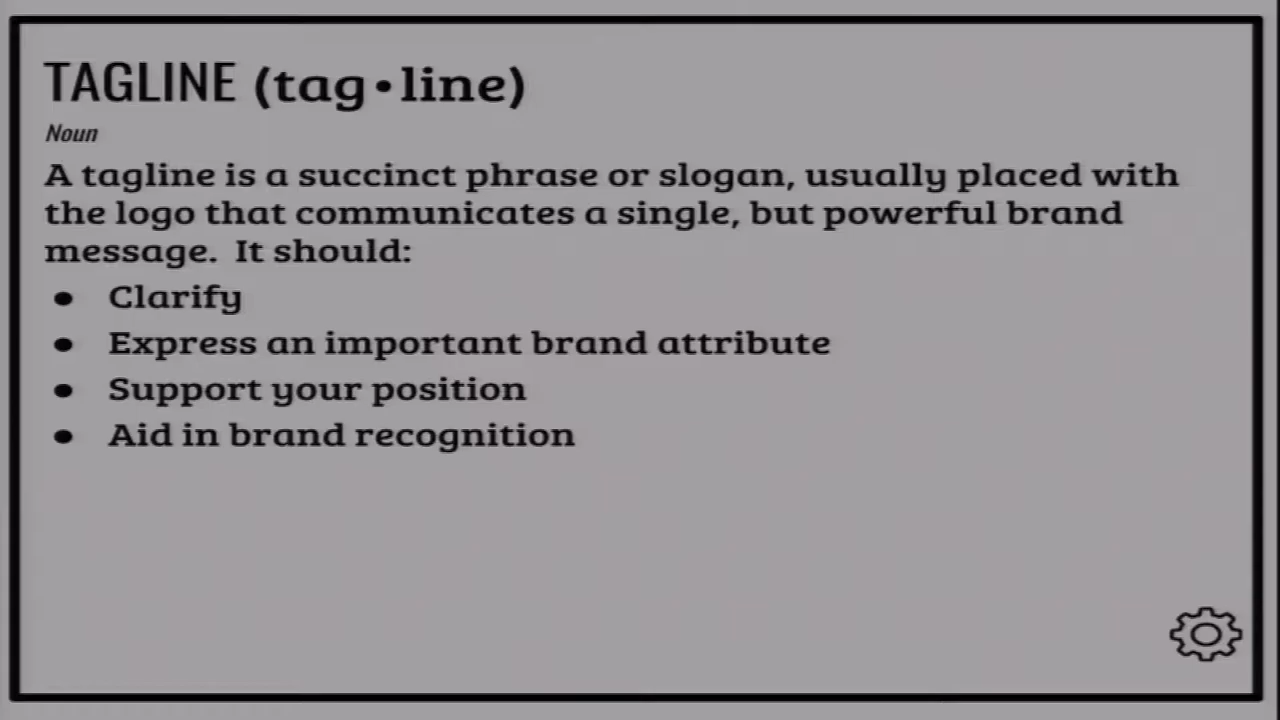 TAGLINE (tag•line)
Noun
A tagline is a succinct phrase or slogan, usually placed with
the logo that communicates a single, but powerful brand
message.  It should:
● Clarify
● Express an important brand attribute
● Support your position
● Aid in brand recognition